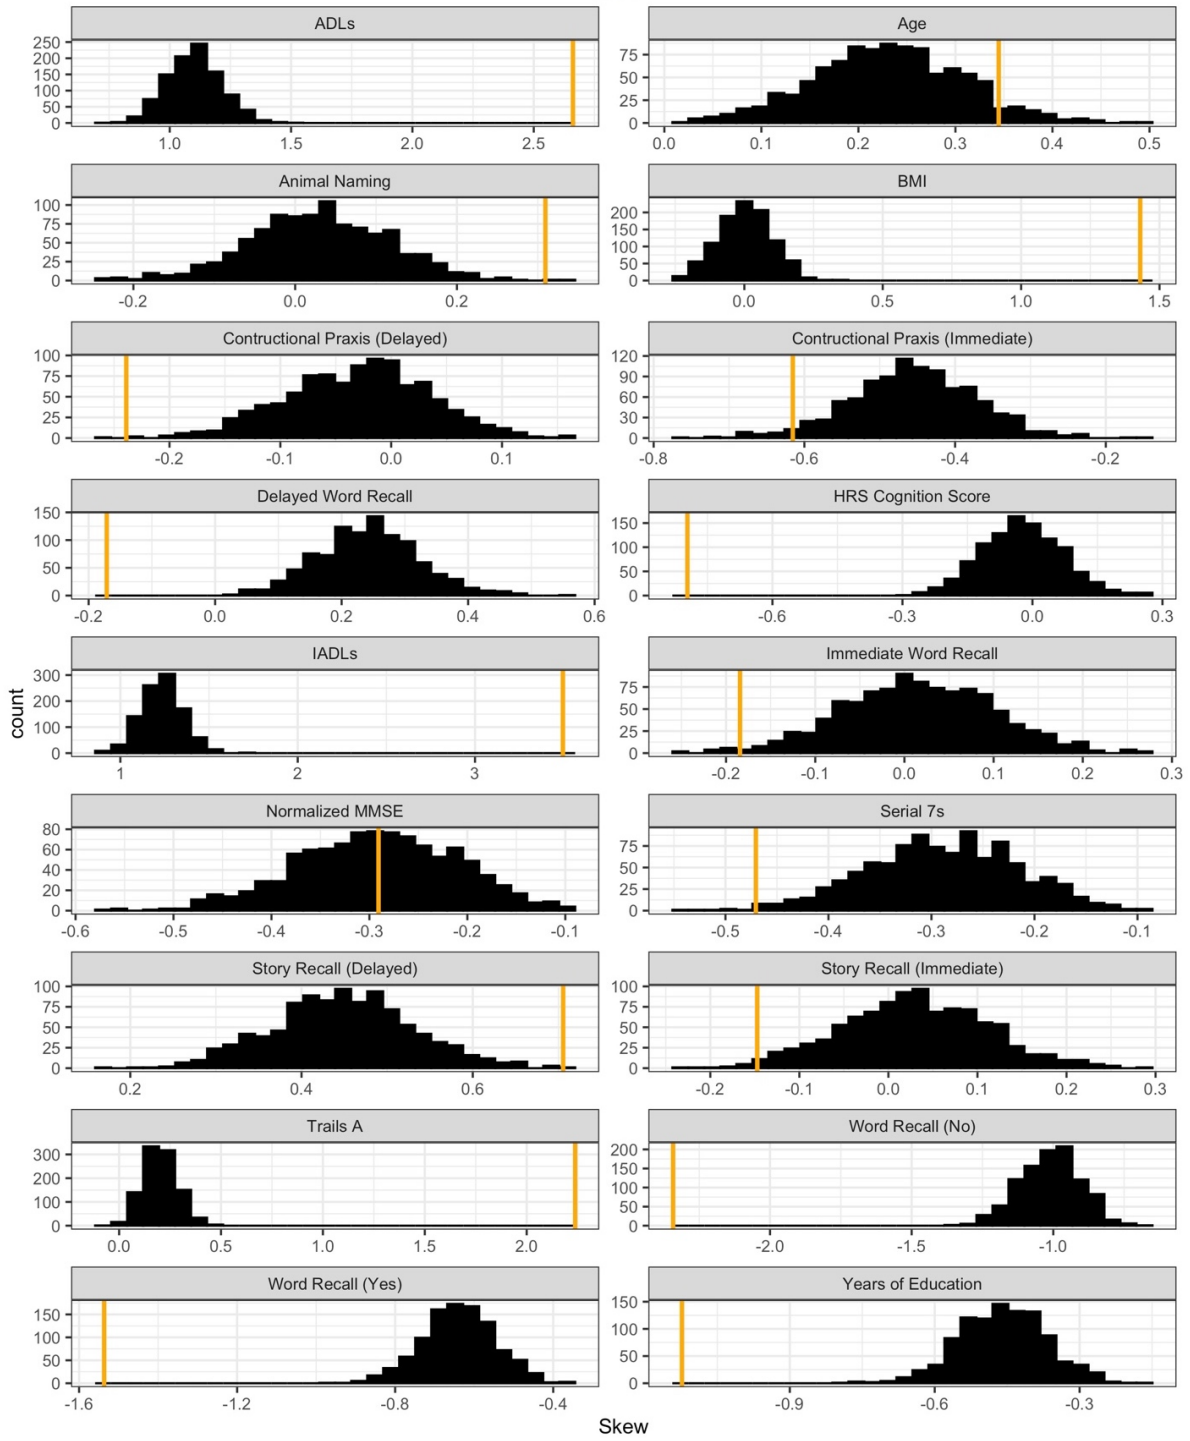 ADLs
250
200
150
100
50
0
1.0 1.5 2.0 2.5
Age
75
50
25
0
0.0 0.1 0.2 0.3 0.4 0.5
Animal Naming
100
75
50
25
0
-0.2 0.0 0.2
BMI
200
150
100
50
0
0.0 0.5 1.0 1.5
Contructional Praxis (Delayed)
100
75
50
25
0
-0.2 -0.1 0.0 0.1
Contructional Praxis (Immediate)
120
90
60
30
0
-0.8 -0.6 -0.4 -0.2
Delayed Word Recall
150
100
50
0
-0.2 0.0 0.2 0.4 0.6
HRS Cognition Score
150
100
50
0
-0.6 -0.3 0.0 0.3
IADLs
300
200
100
0
1 2 3
Immediate Word Recall
75
50
25
0
-0.2 -0.1 0.0 0.1 0.2 0.3
count
Normalized MMSE
80
60
40
20
0
-0.6 -0.5 -0.4 -0.3 -0.2 -0.1
Serial 7s
75
50
25
0
-0.5 -0.4 -0.3 -0.2 -0.1
Story Recall (Delayed)
100
75
50
25
0
0.2 0.4 0.6
Story Recall (Immediate)
100
75
50
25
0
-0.2 -0.1 0.0 0.1 0.2 0.3
Trails A
300
200
100
0
0.0 0.5 1.0 1.5 2.0
Word Recall (No)
200
150
100
50
0
-2.0 -1.5 -1.0
Word Recall (Yes)
150
100
50
0
-1.6 -1.2 -0.8 -0.4
Years of Education
150
100
50
0
-0.9 -0.6 -0.3
Skew